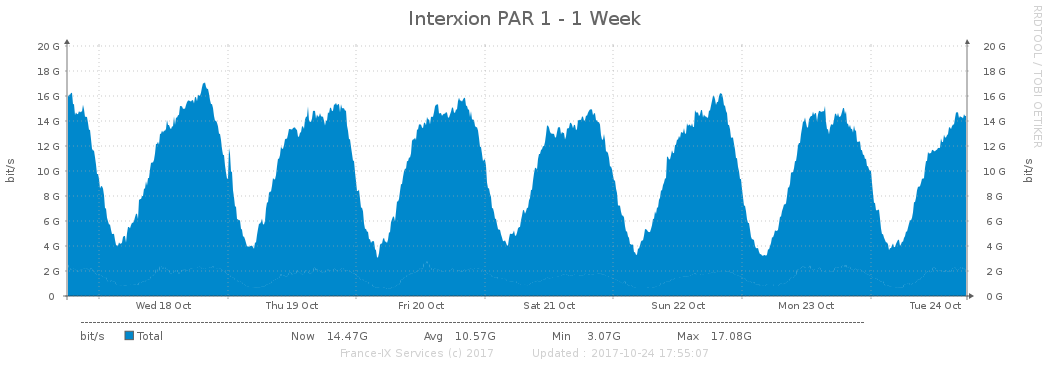 Interxion PAR 1 - 1 Week
RRDTOOL / TOBI OETIKER
20 G 20 G
18 G 18 G
16 G 16 G
14 G 14 G
12 G 12 G
10 G 10 G
8 G 8 G
6 G 6 G
4 G 4 G
2 G 2 G
0 0 G
bit/s bit/s
Wed 18 Oct Thu 19 Oct Fri 20 Oct Sat 21 Oct Sun 22 Oct Mon 23 Oct Tue 24 Oct
bit/s Total Now 14.47G Avg 10.57G Min 3.07G Max 17.08G
France-IX Services (c) 2017 Updated : 2017-10-24 17:55:07